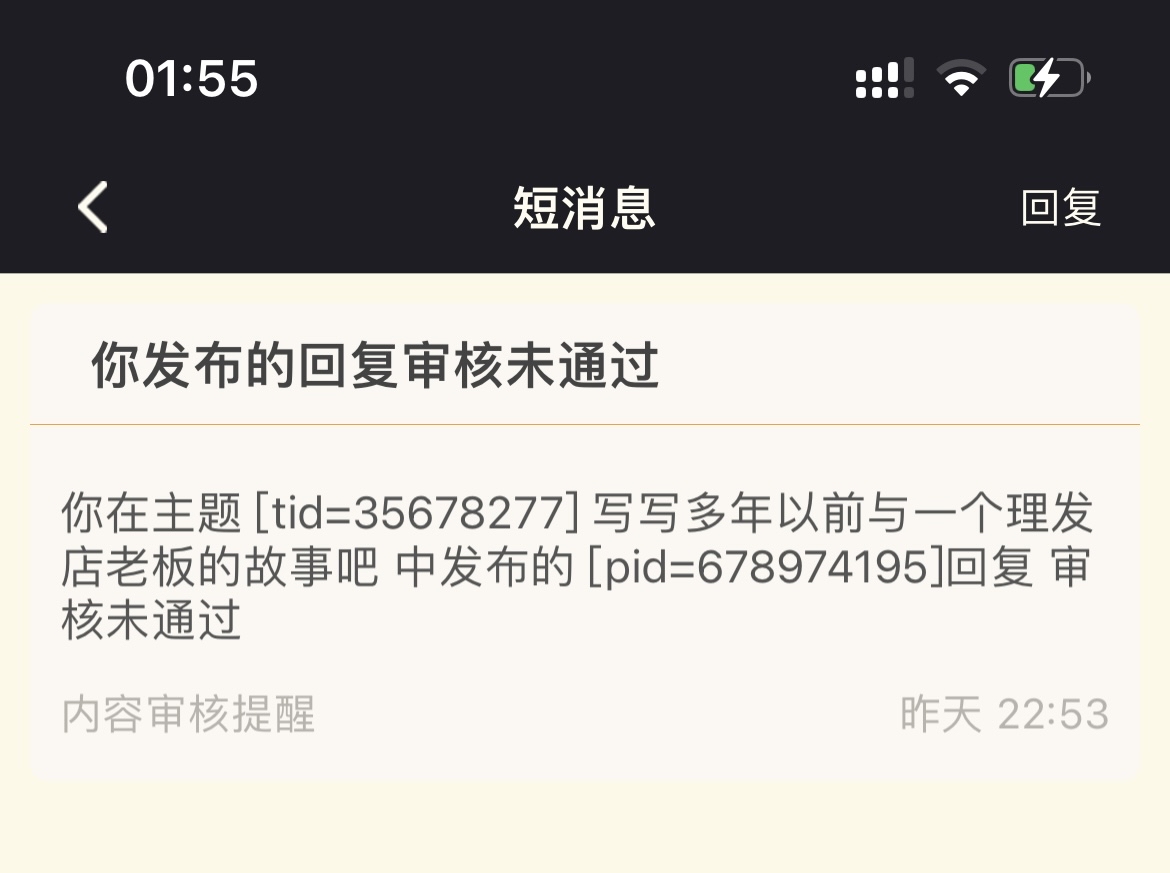 01:55
短消息
回复
你发布的回复审核未通过
你在主题 [tid=35678277] 写写多年以前与一个理发
店老板的故事吧 中发布的 [pid=678974195]回复 审
核未通过
内容审核提醒
昨天 22:53